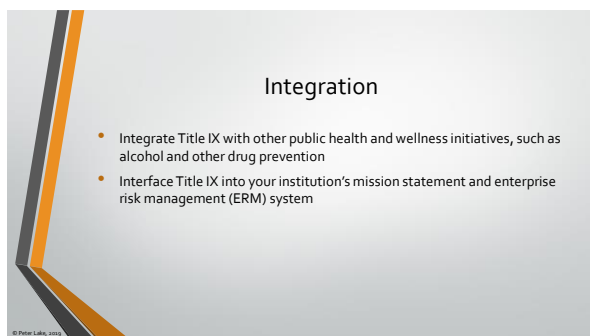 Integration
• Integrate Title IX with other public health and wellness initiatives, such as
alcohol and other drug prevention
• Interface Title IX into your institution's mission statement and enterprise
risk management (ERM) system
© Peter Lake, 2019